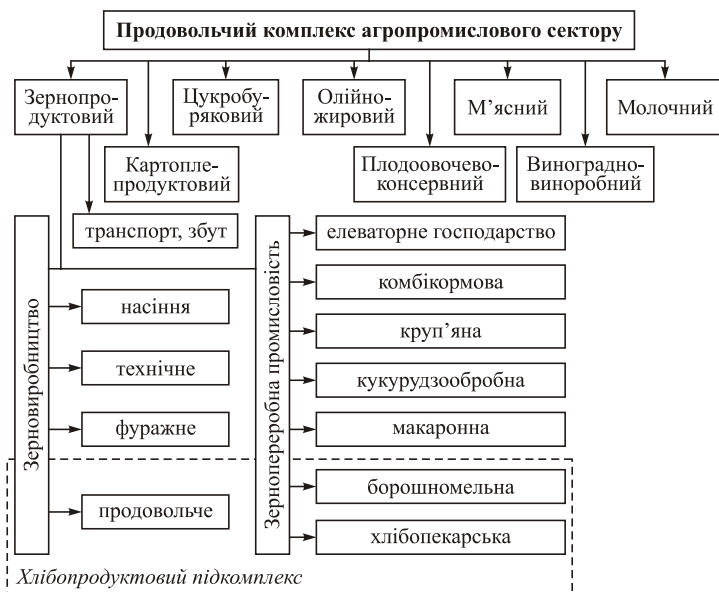 Продовольчий комплекс агропромислового сектору
Зернопро-
дуктовий
Цукробу-
ряковий
Олійно-
жировий
М’ясний
Молочний
Картопле-
продуктовий
Плодоовочево-
консервний
Виноградно-
виноробний
Зерновиробництво
транспорт, збут
насіння
технічне
фуражне
продовольче
Зернопереробна промисловість
елеваторне господарство
комбікормова
круп’яна
кукурудзообробна
макаронна
борошномельна
хлібопекарська
Хлібопродуктовий підкомплекс